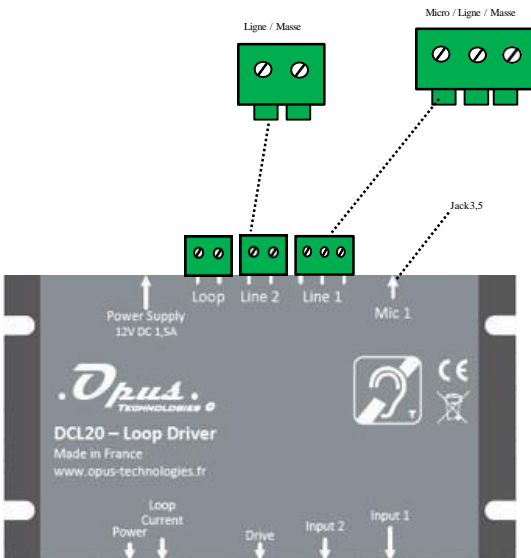 Ligne / Masse
Micro / Ligne / Masse
Jack3,5
Loop
Line 2
Line 1
Mic 1
Power Supply
12V DC 1,5A
.Opus.
TECHNOLOGIES
DCL20 – Loop Driver
Made in France
www.opus-technologies.fr
T
CE
Power
Loop
Current
Drive
Input 2
Input 1